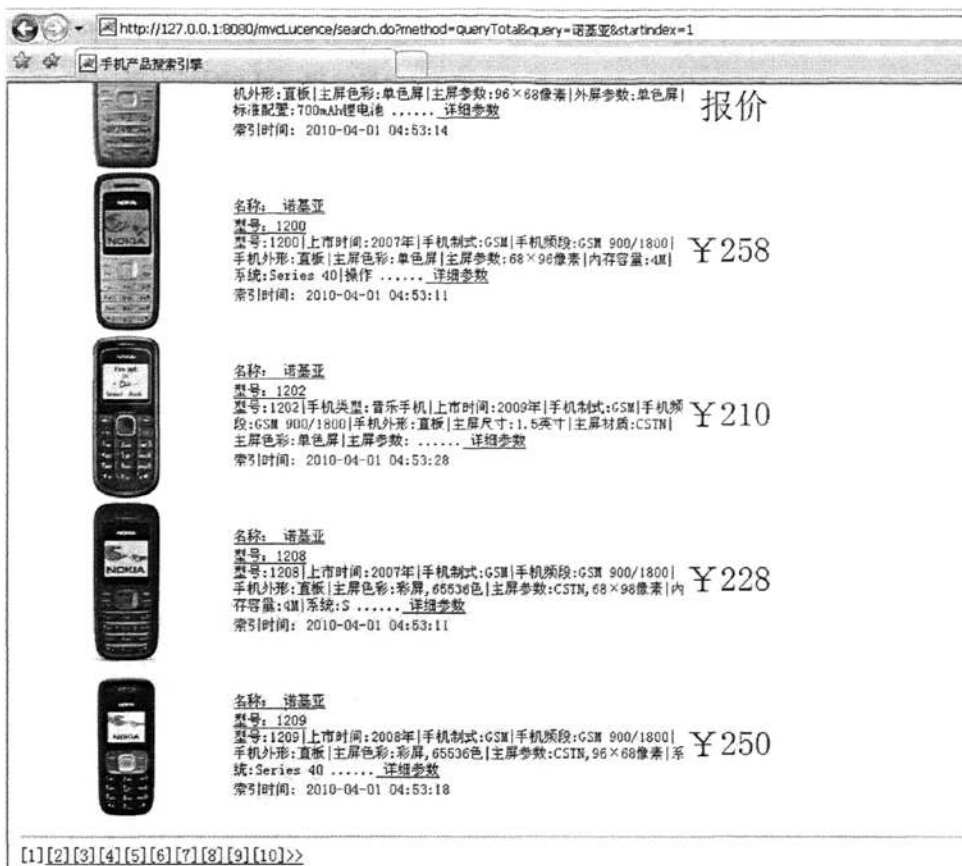 http://127.0.0.1:8080/mvcLucence/search.do?method=queryTotal&query=诺基亚&startindex=1
手机产品搜索引擎
机外形:直板|主屏色彩:单色屏|主屏参数:96×68像素|外屏参数:单色屏|
标准配置:700mAh锂电池 ...... 详细参数
索引时间: 2010-04-01 04:53:14
报价
名称: 诺基亚
型号: 1200
型号:1200|上市时间:2007年|手机制式:GSM|手机频段:GSM 900/1800|
手机外形:直板|主屏色彩:单色屏|主屏参数:68×96像素|内存容量:4M|
系统:Series 40|操作 ...... 详细参数
索引时间: 2010-04-01 04:53:11
￥258
名称: 诺基亚
型号: 1202
型号:1202|手机类型:音乐手机|上市时间:2009年|手机制式:GSM|手机频
段:GSM 900/1800|手机外形:直板|主屏尺寸:1.5英寸|主屏材质:CSTN|
主屏色彩:单色屏|主屏参数: ...... 详细参数
索引时间: 2010-04-01 04:53:28
￥210
名称: 诺基亚
型号: 1208
型号:1208|上市时间:2007年|手机制式:GSM|手机频段:GSM 900/1800|
手机外形:直板|主屏色彩:彩屏,65536色|主屏参数:CSTN,68×98像素|内
存容量:4M|系统:S ...... 详细参数
索引时间: 2010-04-01 04:53:11
￥228
NOKIA
名称: 诺基亚
型号: 1209
型号:1209|上市时间:2008年|手机制式:GSM|手机频段:GSM 900/1800|
手机外形:直板|主屏色彩:彩屏,65536色|主屏参数:CSTN,96×68像素|系
统:Series 40 ...... 详细参数
索引时间: 2010-04-01 04:53:18
￥250
[1][2][3][4][5][6][7][8][9][10]>>